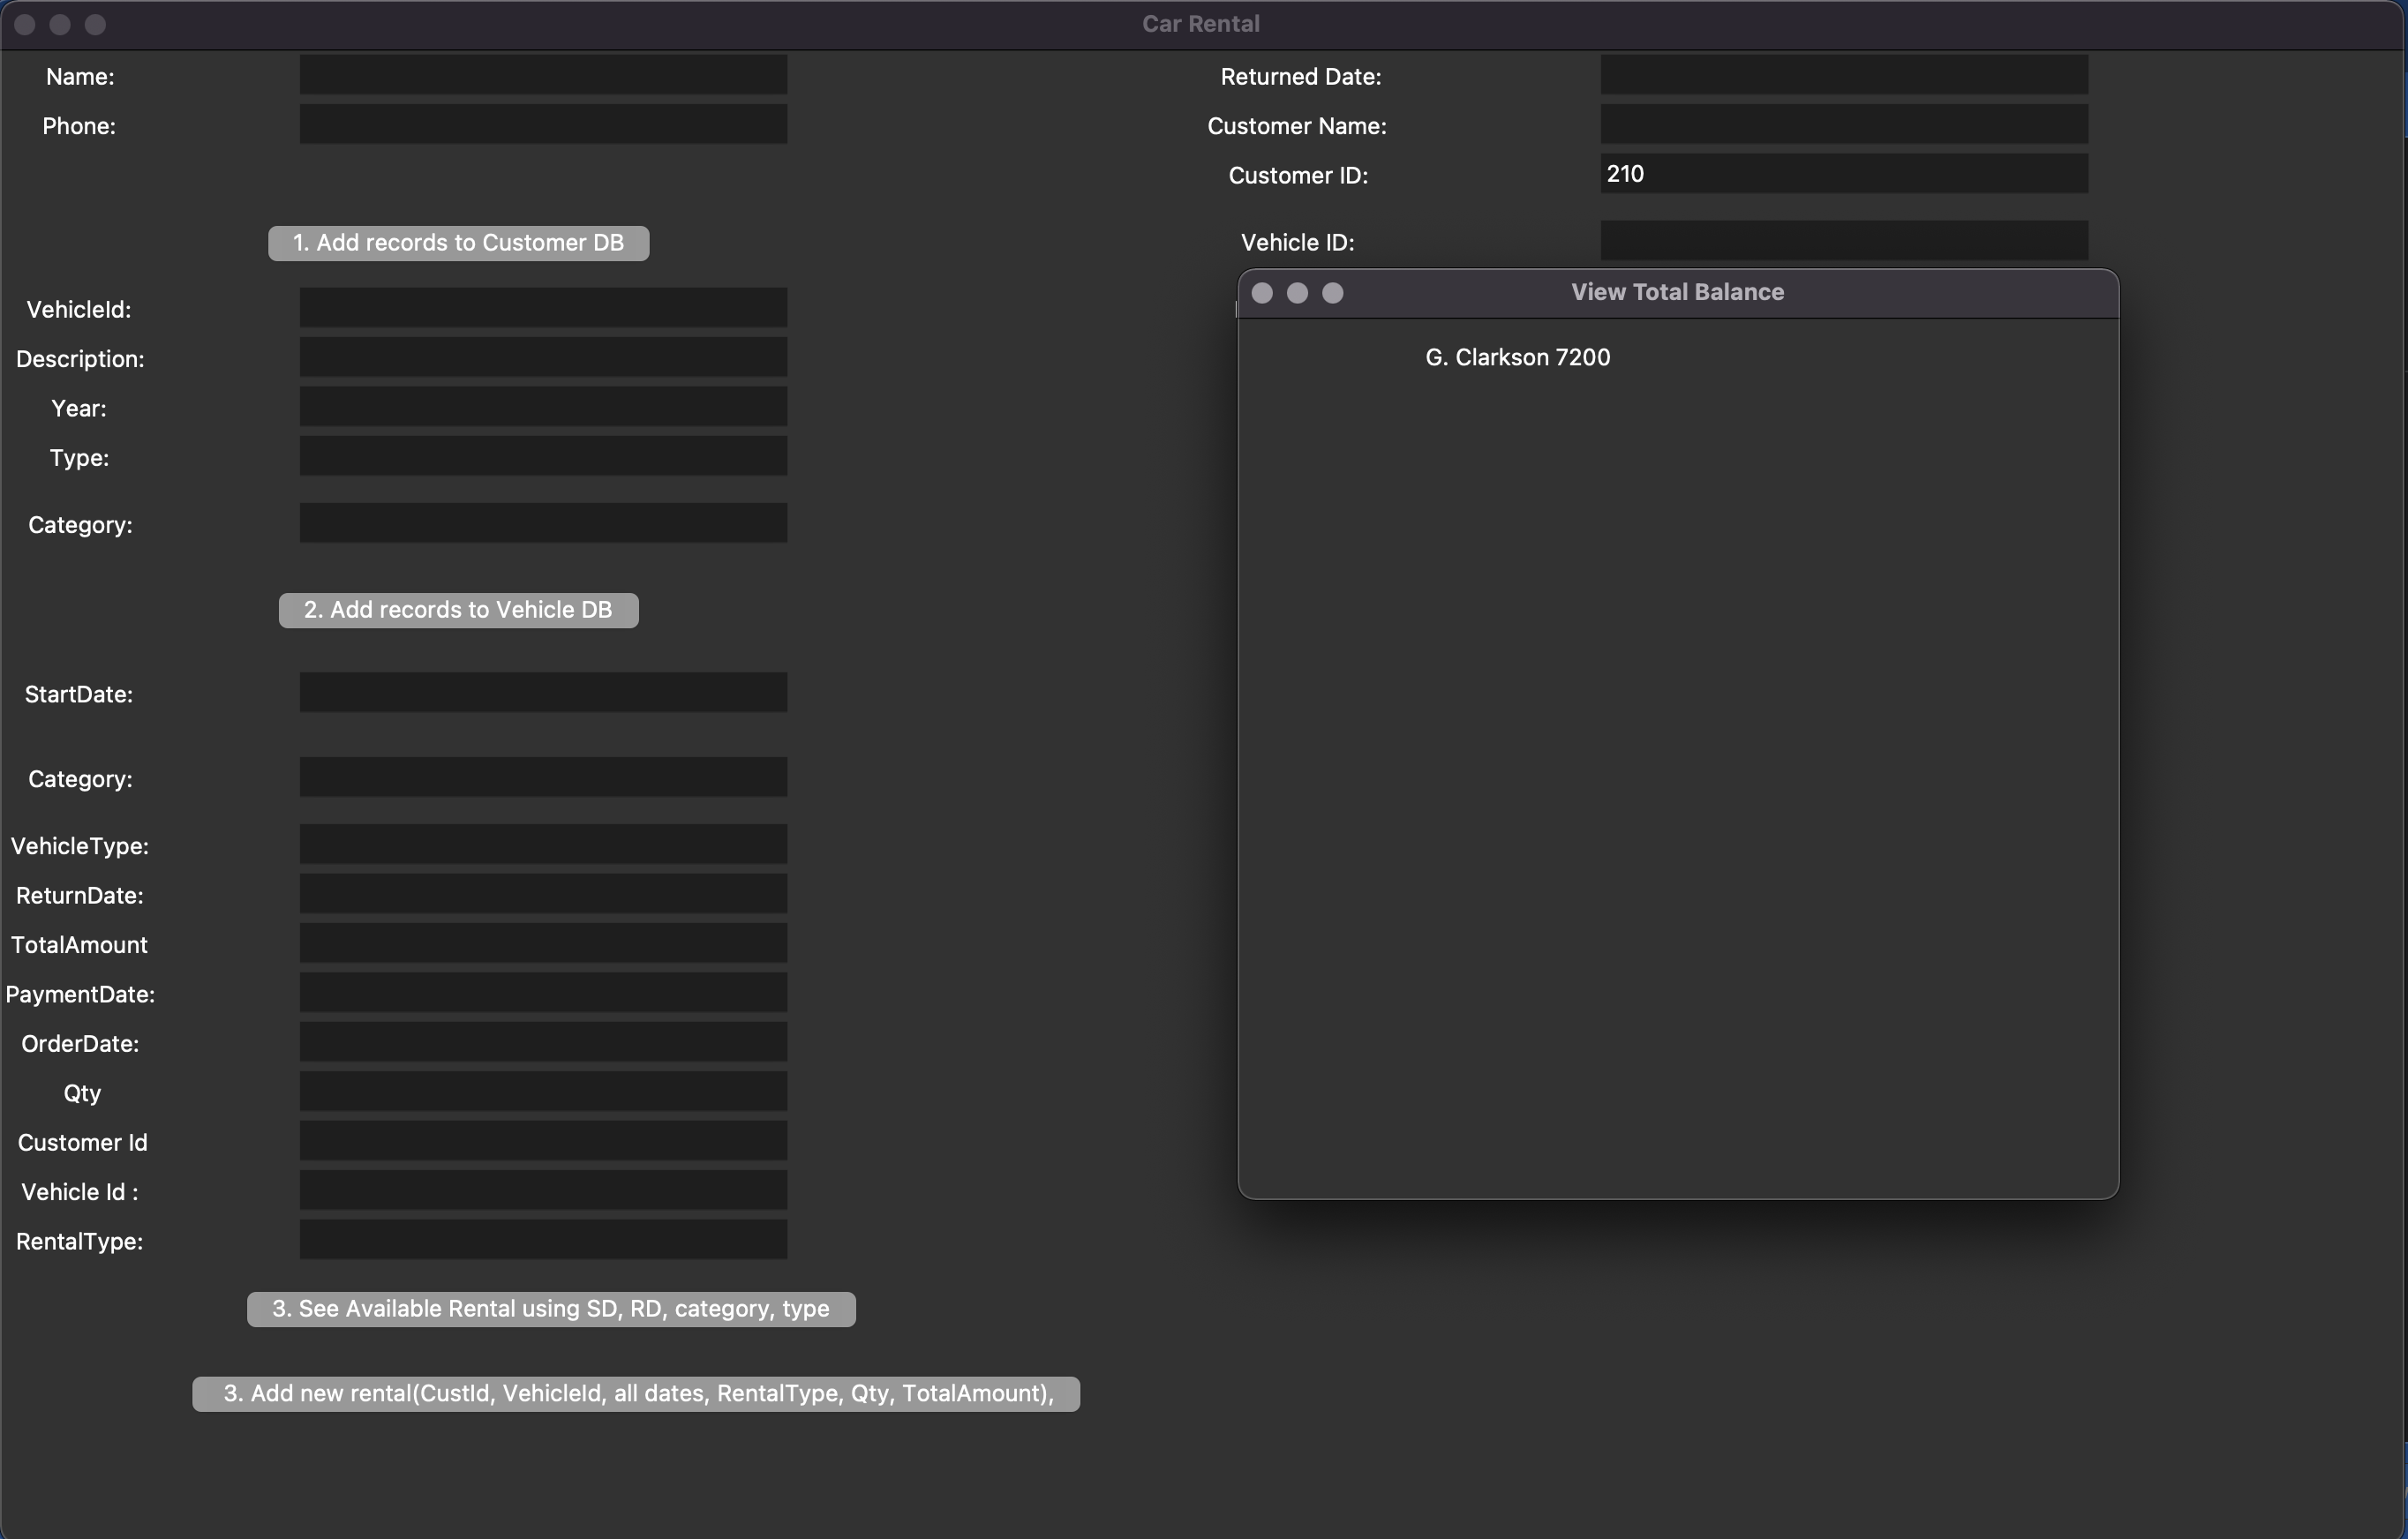 Car Rental
Name:
Phone:
1. Add records to Customer DB
VehicleId:
Description:
Year:
Type:
Category:
2. Add records to Vehicle DB
StartDate:
Category:
VehicleType:
ReturnDate:
TotalAmount
PaymentDate:
OrderDate:
Qty
Customer Id
Vehicle Id :
RentalType:
3. See Available Rental using SD, RD, category, type
3. Add new rental(CustId, VehicleId, all dates, RentalType, Qty, TotalAmount),
Returned Date:
Customer Name:
Customer ID: 210
Vehicle ID:
View Total Balance
G. Clarkson 7200